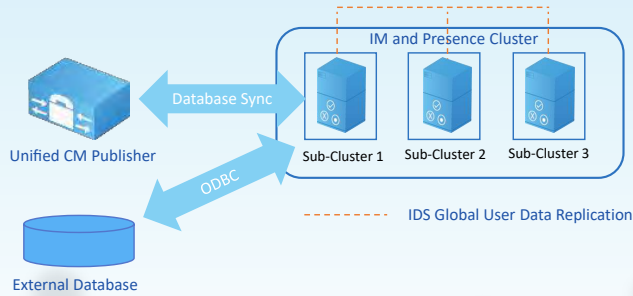 IM and Presence Cluster
Database Sync
Unified CM Publisher
Sub-Cluster 1
Sub-Cluster 2
Sub-Cluster 3
ODBC
IDS Global User Data Replication
External Database